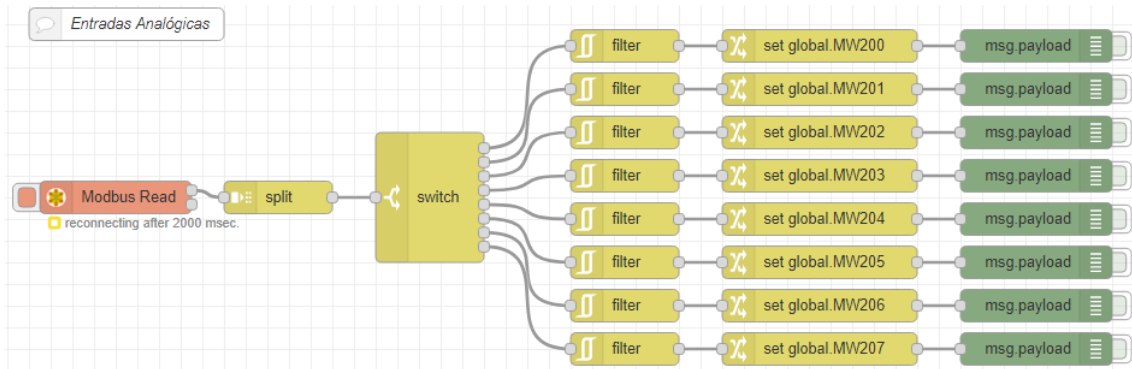 Entradas Analógicas
filter
set global.MW200
msg.payload
filter
set global.MW201
msg.payload
filter
set global.MW202
msg.payload
filter
set global.MW203
msg.payload
Modbus Read
split
switch
reconnecting after 2000 msec.
filter
set global.MW204
msg.payload
filter
set global.MW205
msg.payload
filter
set global.MW206
msg.payload
filter
set global.MW207
msg.payload